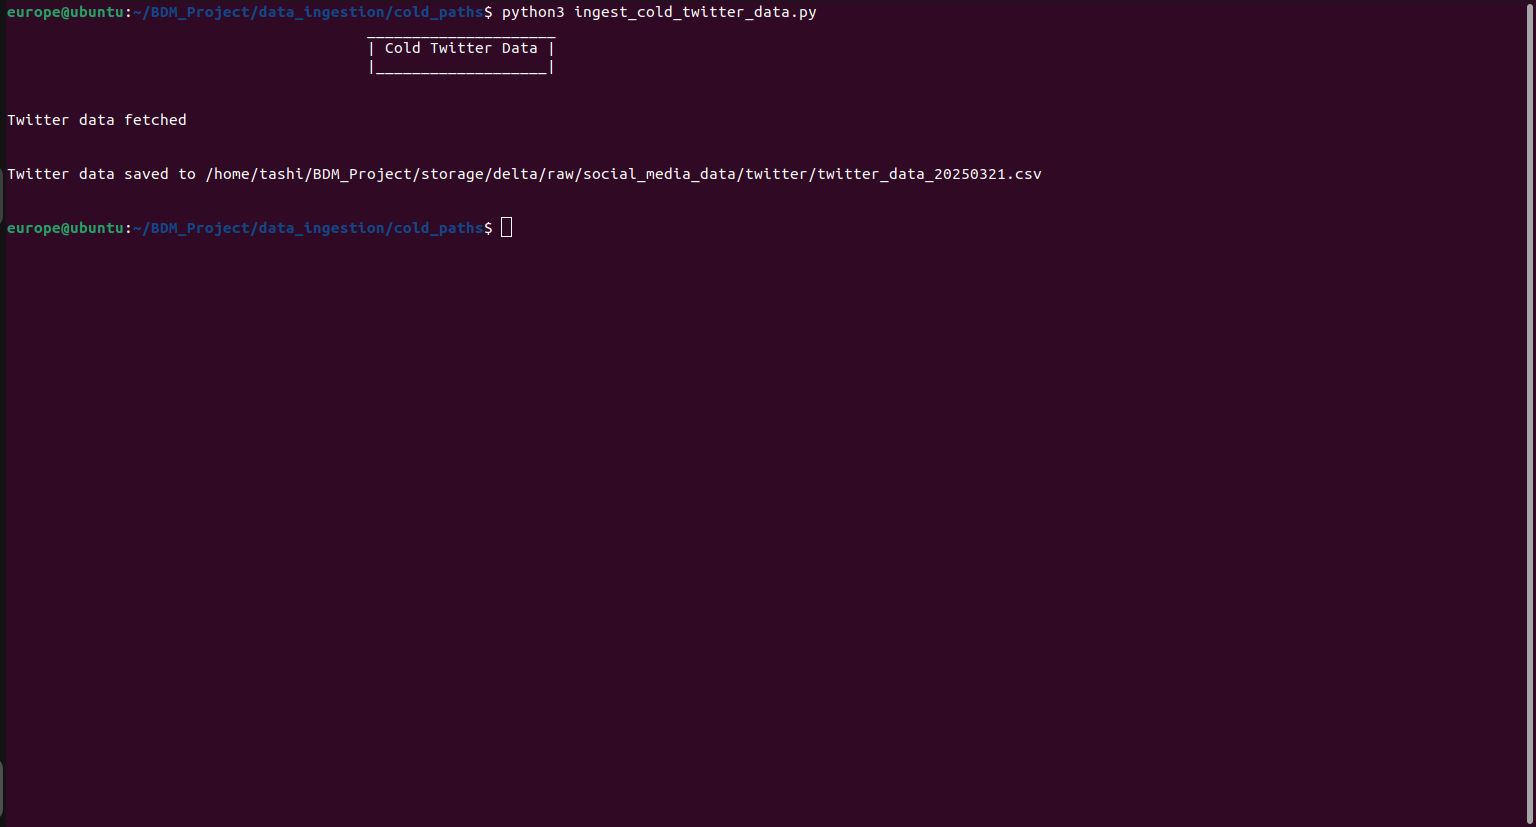 europe@ubuntu:~/BDM_Project/data_ingestion/cold_paths$ python3 ingest_cold_twitter_data.py
_____________________
| Cold Twitter Data |
|___________________|
Twitter data fetched
Twitter data saved to /home/tashi/BDM_Project/storage/delta/raw/social_media_data/twitter/twitter_data_20250321.csv
europe@ubuntu:~/BDM_Project/data_ingestion/cold_paths$